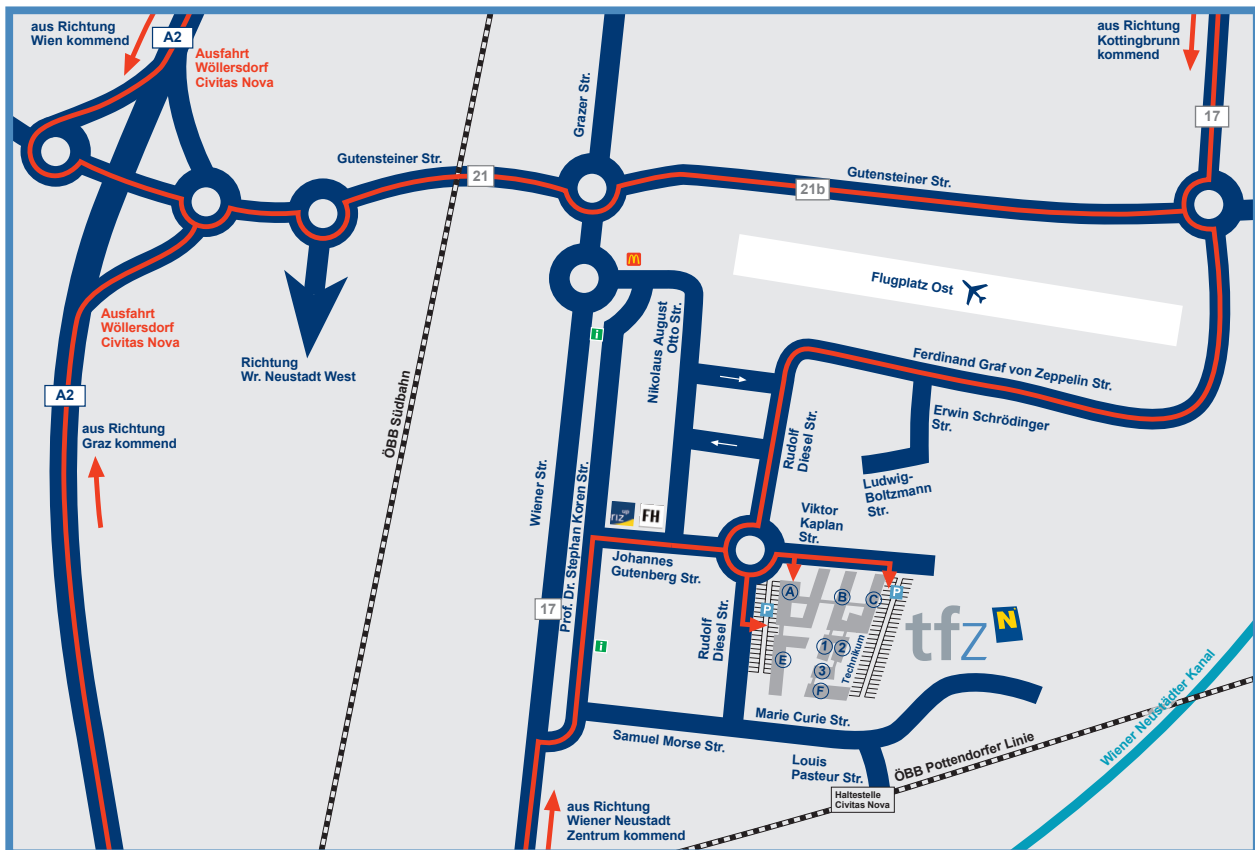 aus Richtung
Wien kommend
A2
Ausfahrt
Wöllersdorf
Civitas Nova
Grazer Str.
aus Richtung
Kottingbrunn
kommend
17
Gutensteiner Str.
21
21b
Gutensteiner Str.
Flugplatz Ost
Ausfahrt
Wöllersdorf
Civitas Nova
Richtung
Wr. Neustadt West
A2
aus Richtung
Graz kommend
ÖBB Südbahn
i
Nikolaus August
Otto Str.
Ferdinand Graf von Zeppelin Str.
Erwin Schrödinger
Str.
Rudolf
Diesel Str.
Ludwig-
Boltzmann
Str.
Wiener Str.
Prof. Dr. Stephan Koren Str.
riz up
FH
Viktor
Kaplan
Str.
Johannes
Gutenberg Str.
17
A
B
C
P
P
Rudolf
Diesel Str.
i
E
1
2
3
F
Technikum
tfz
N
Marie Curie Str.
Samuel Morse Str.
Louis
Pasteur Str.
ÖBB Pottendorfer Linie
Wiener Neustädter Kanal
Haltestelle
Civitas Nova
aus Richtung
Wiener Neustadt
Zentrum kommend